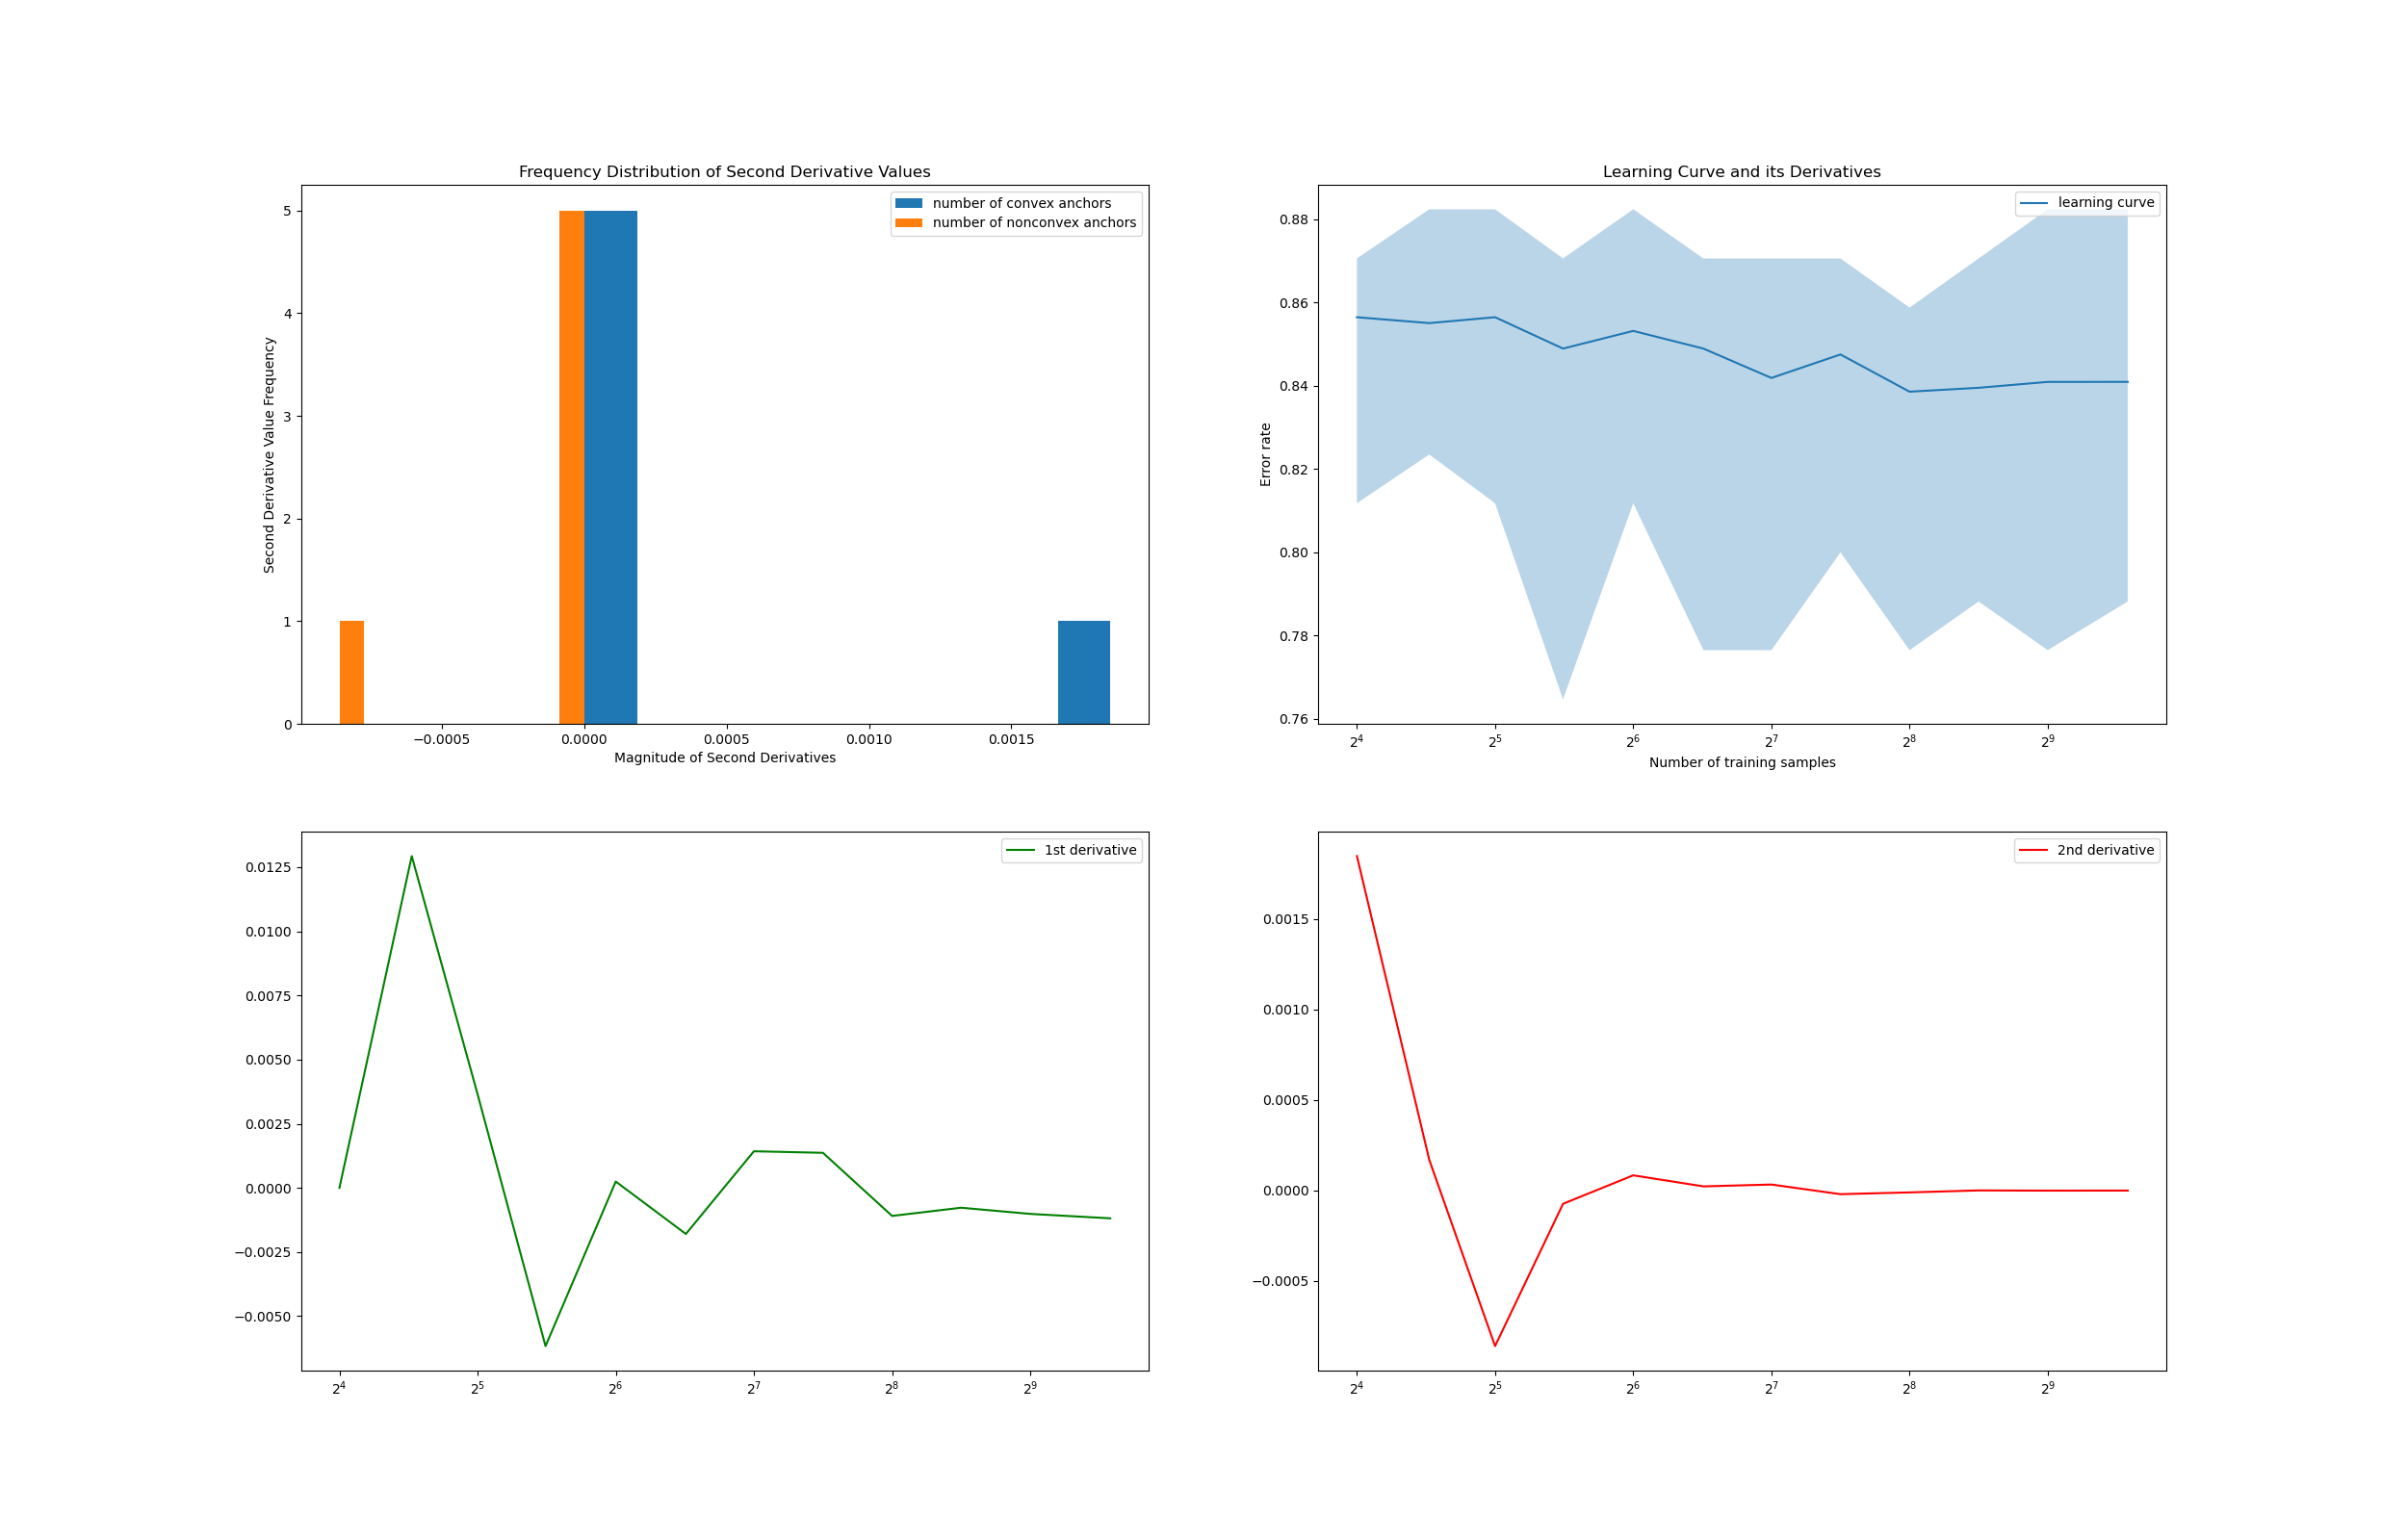 Frequency Distribution of Second Derivative Values
number of convex anchors
number of nonconvex anchors
Second Derivative Value Frequency
5
4
3
2
1
0
−0.0005 0.0000 0.0005 0.0010 0.0015
Magnitude of Second Derivatives
Learning Curve and its Derivatives
learning curve
Error rate
0.88
0.86
0.84
0.82
0.80
0.78
0.76
2⁴ 2⁵ 2⁶ 2⁷ 2⁸ 2⁹
Number of training samples
1st derivative
0.0125
0.0100
0.0075
0.0050
0.0025
0.0000
−0.0025
−0.0050
2⁴ 2⁵ 2⁶ 2⁷ 2⁸ 2⁹
2nd derivative
0.0015
0.0010
0.0005
0.0000
−0.0005
2⁴ 2⁵ 2⁶ 2⁷ 2⁸ 2⁹